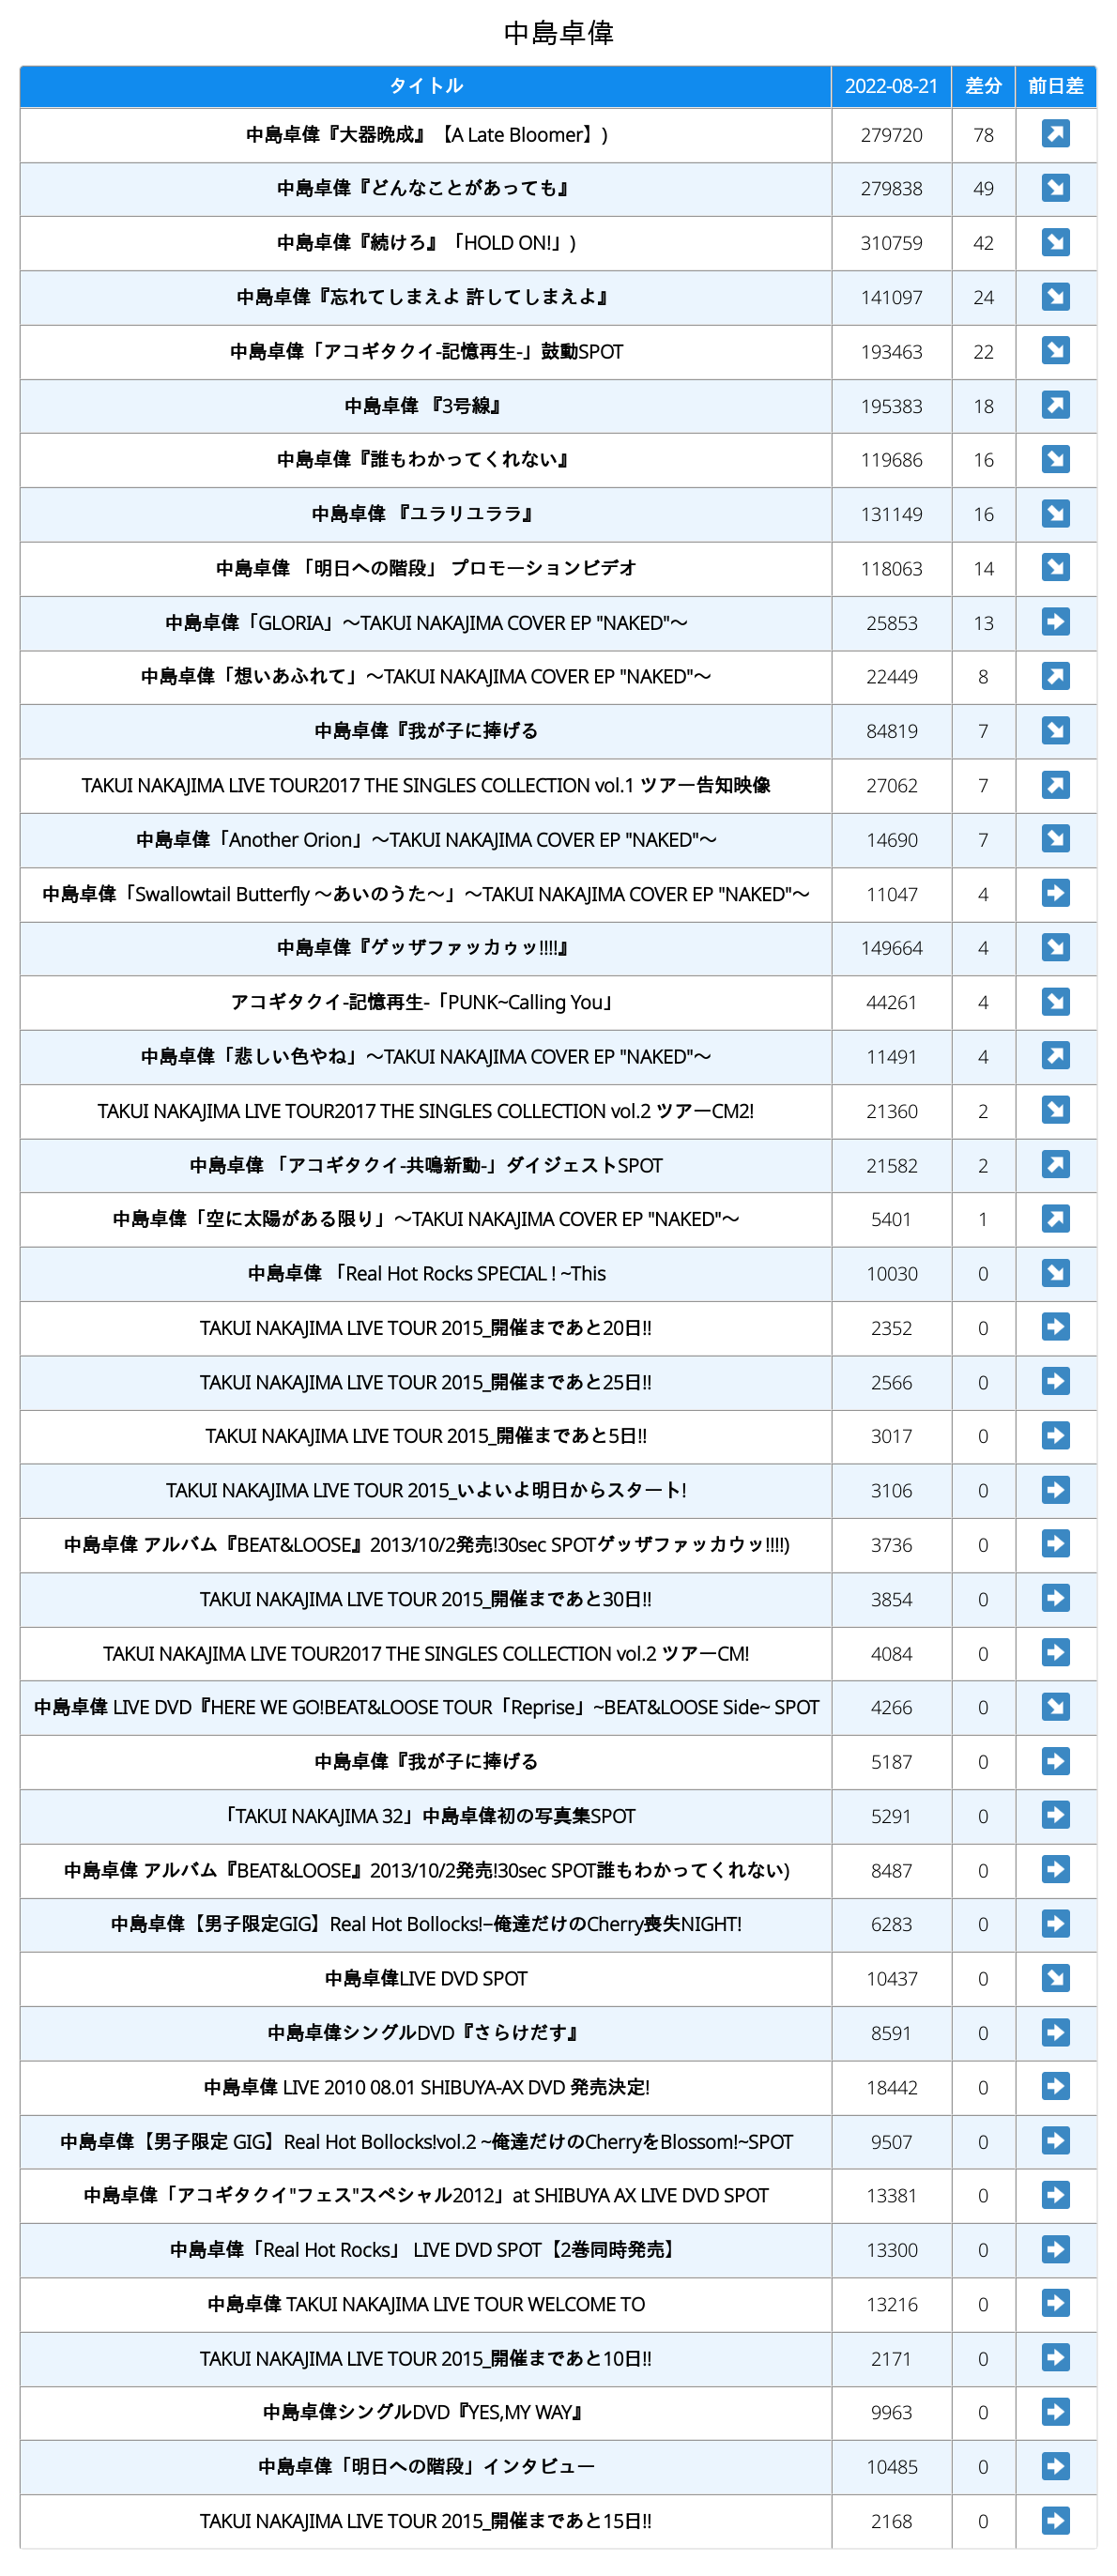 中島卓偉
タイトル 2022-08-21 差分 前日差
中島卓偉『大器晩成』【A Late Bloomer】) 279720 78 ↗
中島卓偉『どんなことがあっても』 279838 49 ↘
中島卓偉『続けろ』「HOLD ON!」) 310759 42 ↘
中島卓偉『忘れてしまえよ 許してしまえよ』 141097 24 ↘
中島卓偉「アコギタクイ-記憶再生-」鼓動SPOT 193463 22 ↘
中島卓偉 『3号線』 195383 18 ↗
中島卓偉『誰もわかってくれない』 119686 16 ↘
中島卓偉 『ユラリユララ』 131149 16 ↘
中島卓偉 「明日への階段」 プロモーションビデオ 118063 14 ↘
中島卓偉「GLORIA」〜TAKUI NAKAJIMA COVER EP "NAKED"〜 25853 13 ➡
中島卓偉「想いあふれて」〜TAKUI NAKAJIMA COVER EP "NAKED"〜 22449 8 ↗
中島卓偉『我が子に捧げる 84819 7 ↘
TAKUI NAKAJIMA LIVE TOUR2017 THE SINGLES COLLECTION vol.1 ツアー告知映像 27062 7 ↗
中島卓偉「Another Orion」〜TAKUI NAKAJIMA COVER EP "NAKED"〜 14690 7 ↘
中島卓偉「Swallowtail Butterfly 〜あいのうた〜」〜TAKUI NAKAJIMA COVER EP "NAKED"〜 11047 4 ➡
中島卓偉『ゲッザファッカゥッ!!!!』 149664 4 ↘
アコギタクイ-記憶再生-「PUNK~Calling You」 44261 4 ↘
中島卓偉「悲しい色やね」〜TAKUI NAKAJIMA COVER EP "NAKED"〜 11491 4 ↗
TAKUI NAKAJIMA LIVE TOUR2017 THE SINGLES COLLECTION vol.2 ツアーCM2! 21360 2 ↘
中島卓偉 「アコギタクイ-共鳴新動-」ダイジェストSPOT 21582 2 ↗
中島卓偉「空に太陽がある限り」〜TAKUI NAKAJIMA COVER EP "NAKED"〜 5401 1 ↗
中島卓偉 「Real Hot Rocks SPECIAL ! ~This 10030 0 ↘
TAKUI NAKAJIMA LIVE TOUR 2015_開催まであと20日!! 2352 0 ➡
TAKUI NAKAJIMA LIVE TOUR 2015_開催まであと25日!! 2566 0 ➡
TAKUI NAKAJIMA LIVE TOUR 2015_開催まであと5日!! 3017 0 ➡
TAKUI NAKAJIMA LIVE TOUR 2015_いよいよ明日からスタート! 3106 0 ➡
中島卓偉 アルバム『BEAT&LOOSE』2013/10/2発売!30sec SPOTゲッザファッカウッ!!!!) 3736 0 ➡
TAKUI NAKAJIMA LIVE TOUR 2015_開催まであと30日!! 3854 0 ➡
TAKUI NAKAJIMA LIVE TOUR2017 THE SINGLES COLLECTION vol.2 ツアーCM! 4084 0 ➡
中島卓偉 LIVE DVD『HERE WE GO!BEAT&LOOSE TOUR「Reprise」~BEAT&LOOSE Side~ SPOT 4266 0 ↘
中島卓偉『我が子に捧げる 5187 0 ➡
「TAKUI NAKAJIMA 32」中島卓偉初の写真集SPOT 5291 0 ➡
中島卓偉 アルバム『BEAT&LOOSE』2013/10/2発売!30sec SPOT誰もわかってくれない) 8487 0 ➡
中島卓偉【男子限定GIG】Real Hot Bollocks!−俺達だけのCherry喪失NIGHT! 6283 0 ➡
中島卓偉LIVE DVD SPOT 10437 0 ↘
中島卓偉シングルDVD『さらけだす』 8591 0 ➡
中島卓偉 LIVE 2010 08.01 SHIBUYA-AX DVD 発売決定! 18442 0 ➡
中島卓偉【男子限定 GIG】Real Hot Bollocks!vol.2 ~俺達だけのCherryをBlossom!~SPOT 9507 0 ➡
中島卓偉「アコギタクイ"フェス"スペシャル2012」at SHIBUYA AX LIVE DVD SPOT 13381 0 ➡
中島卓偉「Real Hot Rocks」 LIVE DVD SPOT【2巻同時発売】 13300 0 ➡
中島卓偉 TAKUI NAKAJIMA LIVE TOUR WELCOME TO 13216 0 ➡
TAKUI NAKAJIMA LIVE TOUR 2015_開催まであと10日!! 2171 0 ➡
中島卓偉シングルDVD『YES,MY WAY』 9963 0 ➡
中島卓偉「明日への階段」インタビュー 10485 0 ➡
TAKUI NAKAJIMA LIVE TOUR 2015_開催まであと15日!! 2168 0 ➡